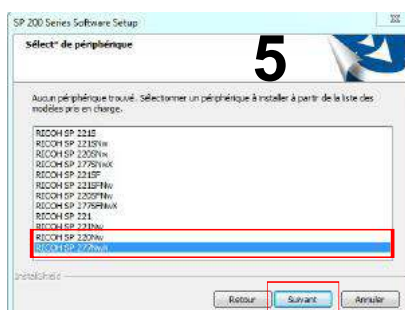 SP 200 Series Software Setup
Sélect° de périphérique
5
Aucun périphérique trouvé. Sélectionner un périphérique à installer à partir de la liste des
modèles pris en charge.
RICOH SP 221S
RICOH SP 221SNw
RICOH SP 220SNw
RICOH SP 277SNwX
RICOH SP 221SF
RICOH SP 221SFNw
RICOH SP 220SFNw
RICOH SP 277SFNwX
RICOH SP 221
RICOH SP 221Nw
RICOH SP 220Nw
RICOH SP 277NwX
InstallShield
Retour
Suivant
Annuler